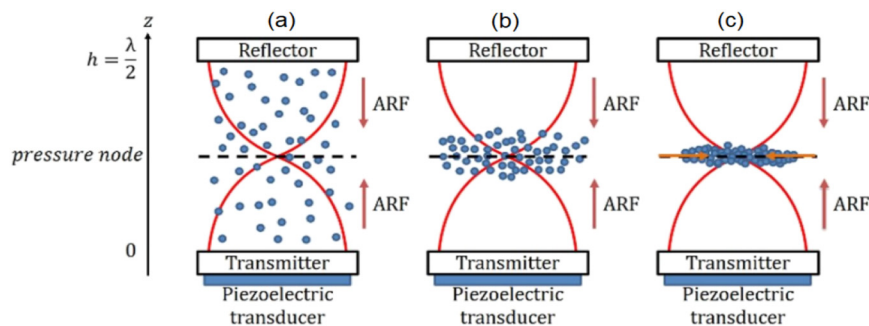 z
h = λ/2
pressure node
0
(a)
Reflector
ARF
ARF
Transmitter
Piezoelectric
transducer
(b)
Reflector
ARF
ARF
Transmitter
Piezoelectric
transducer
(c)
Reflector
ARF
ARF
Transmitter
Piezoelectric
transducer